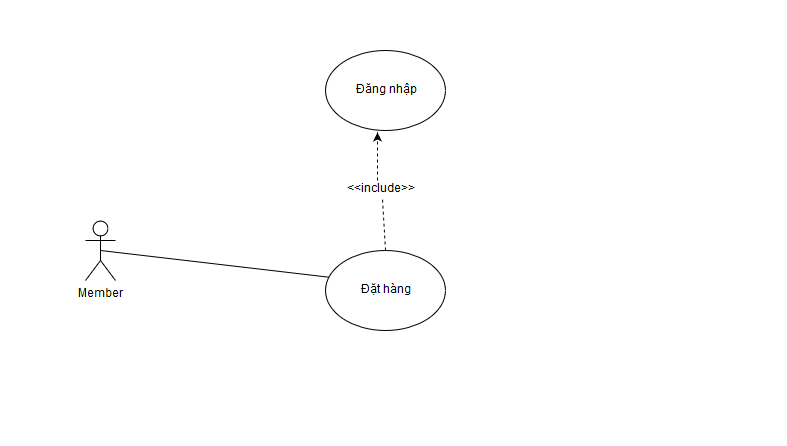 Đăng nhập
<<include>>
Member
Đặt hàng